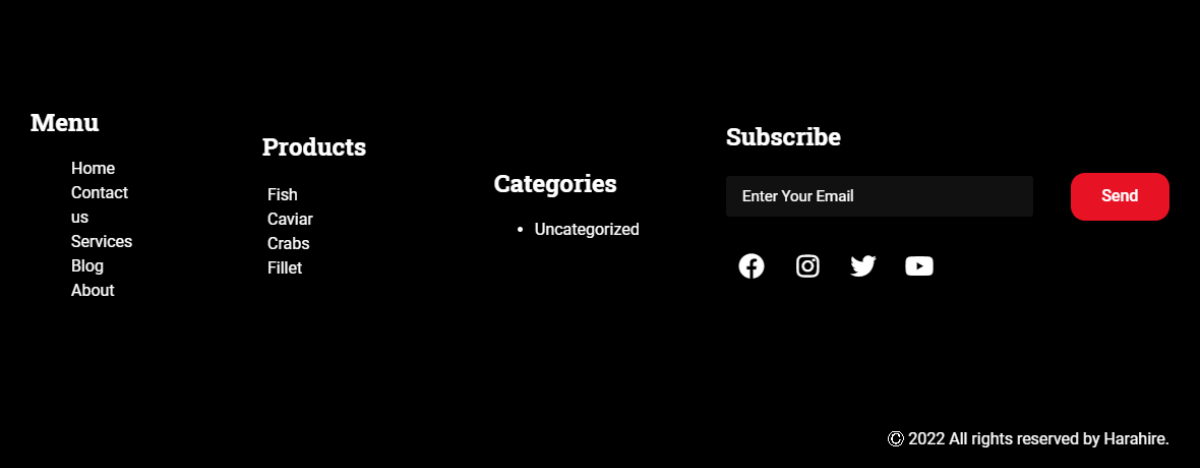 Menu
Home
Contact
us
Services
Blog
About
Products
Fish
Caviar
Crabs
Fillet
Categories
• Uncategorized
Subscribe
Enter Your Email
Send
© 2022 All rights reserved by Harahire.